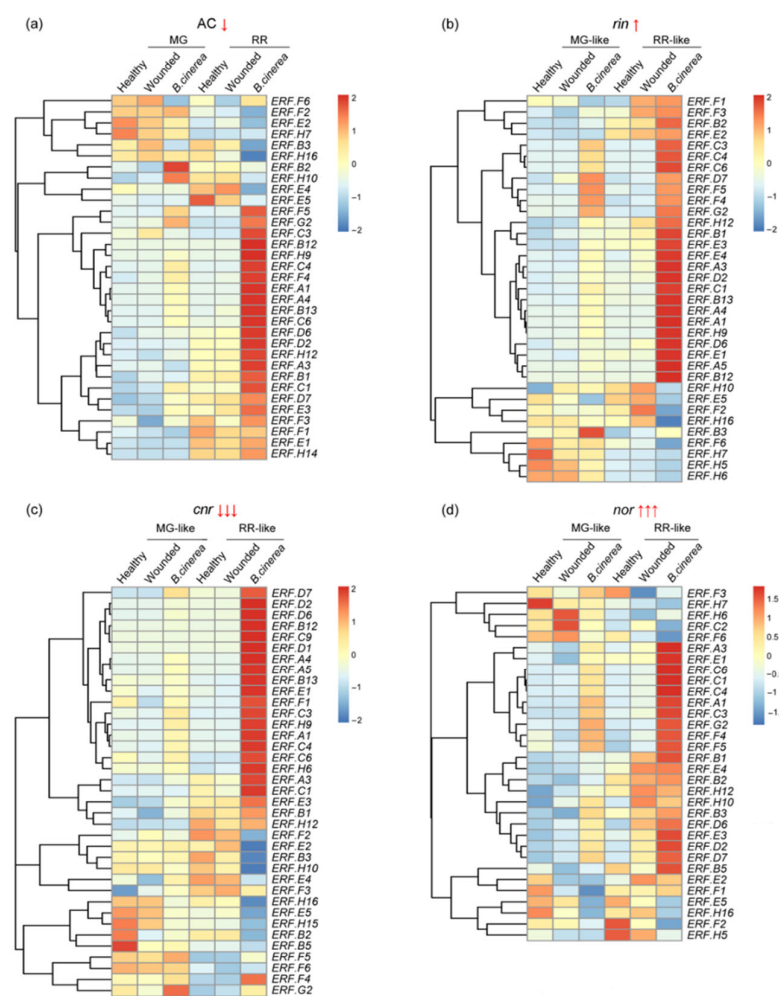 (a) AC ↓
MG RR
Healthy Wounded B.cinerea Healthy Wounded B.cinerea
ERF.F6
ERF.F2
ERF.E2
ERF.H7
ERF.B3
ERF.H16
ERF.B2
ERF.H10
ERF.E4
ERF.E5
ERF.F5
ERF.G2
ERF.C3
ERF.B12
ERF.H9
ERF.C4
ERF.F4
ERF.A1
ERF.A4
ERF.B13
ERF.C6
ERF.D6
ERF.D2
ERF.H12
ERF.A3
ERF.B1
ERF.C1
ERF.D7
ERF.E3
ERF.F3
ERF.F1
ERF.E1
ERF.H14
2
1
0
−1
−2
(b) rin ↑
MG-like RR-like
Healthy Wounded B.cinerea Healthy Wounded B.cinerea
ERF.F1
ERF.F3
ERF.B2
ERF.E2
ERF.C3
ERF.C4
ERF.C6
ERF.D7
ERF.F5
ERF.F4
ERF.G2
ERF.H12
ERF.B1
ERF.E3
ERF.E4
ERF.A3
ERF.D2
ERF.C1
ERF.B13
ERF.A4
ERF.A1
ERF.H9
ERF.D6
ERF.E1
ERF.A5
ERF.B12
ERF.H10
ERF.E5
ERF.F2
ERF.H16
ERF.B3
ERF.F6
ERF.H7
ERF.H5
ERF.H6
2
1
0
−1
−2
(c) cnr ↓↓↓
MG-like RR-like
Healthy Wounded B.cinerea Healthy Wounded B.cinerea
ERF.D7
ERF.D2
ERF.D6
ERF.B12
ERF.C9
ERF.D1
ERF.A4
ERF.A5
ERF.B13
ERF.E1
ERF.F1
ERF.C3
ERF.H9
ERF.A1
ERF.C4
ERF.C6
ERF.H6
ERF.A3
ERF.C1
ERF.E3
ERF.B1
ERF.H12
ERF.F2
ERF.E2
ERF.B3
ERF.H10
ERF.E4
ERF.F3
ERF.H16
ERF.E5
ERF.H15
ERF.B2
ERF.B5
ERF.F5
ERF.F6
ERF.F4
ERF.G2
2
1
0
−1
−2
(d) nor ↑↑↑
MG-like RR-like
Healthy Wounded B.cinerea Healthy Wounded B.cinerea
ERF.F3
ERF.H7
ERF.H6
ERF.C2
ERF.F6
ERF.A3
ERF.E1
ERF.C6
ERF.C1
ERF.C4
ERF.A1
ERF.C3
ERF.G2
ERF.F4
ERF.F5
ERF.B1
ERF.E4
ERF.B2
ERF.H12
ERF.H10
ERF.B3
ERF.D6
ERF.E3
ERF.D2
ERF.D7
ERF.B5
ERF.E2
ERF.F1
ERF.E5
ERF.H16
ERF.F2
ERF.H5
1.5
1
0.5
0
−0.5
−1